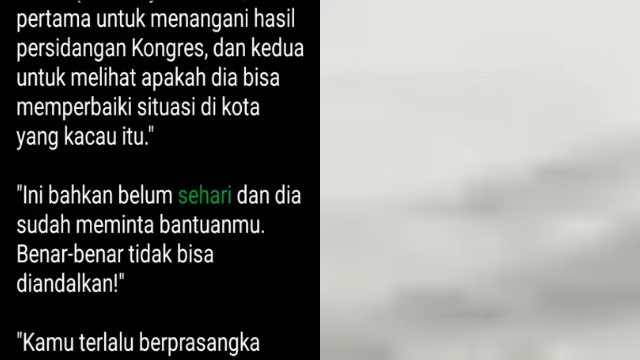 pertama untuk menangani hasil
persidangan Kongres, dan kedua
untuk melihat apakah dia bisa
memperbaiki situasi di kota
yang kacau itu."
"Ini bahkan belum sehari dan dia
sudah meminta bantuanmu.
Benar-benar tidak bisa
diandalkan!"
"Kamu terlalu berprasangka